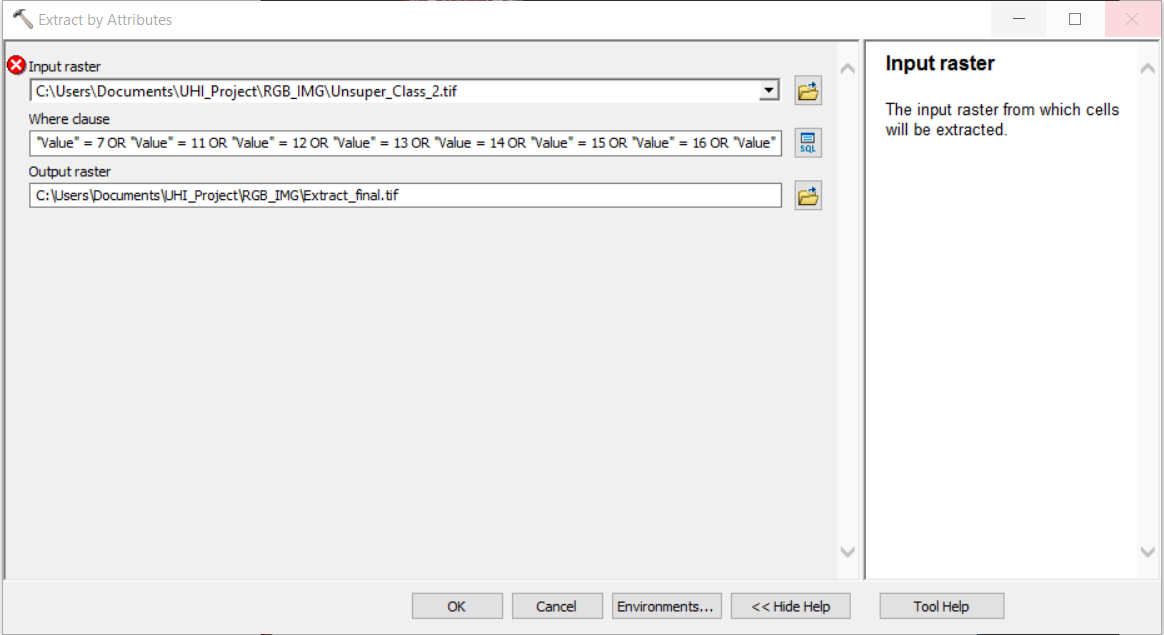 Extract by Attributes
Input raster
C:\Users\Documents\UHI_Project\RGB_IMG\Unsuper_Class_2.tif
Where clause
"Value" = 7 OR "Value" = 11 OR "Value" = 12 OR "Value" = 13 OR "Value = 14 OR "Value" = 15 OR "Value" = 16 OR "Value"
SQL
Output raster
C:\Users\Documents\UHI_Project\RGB_IMG\Extract_final.tif
Input raster
The input raster from which cells
will be extracted.
OK
Cancel
Environments...
<< Hide Help
Tool Help